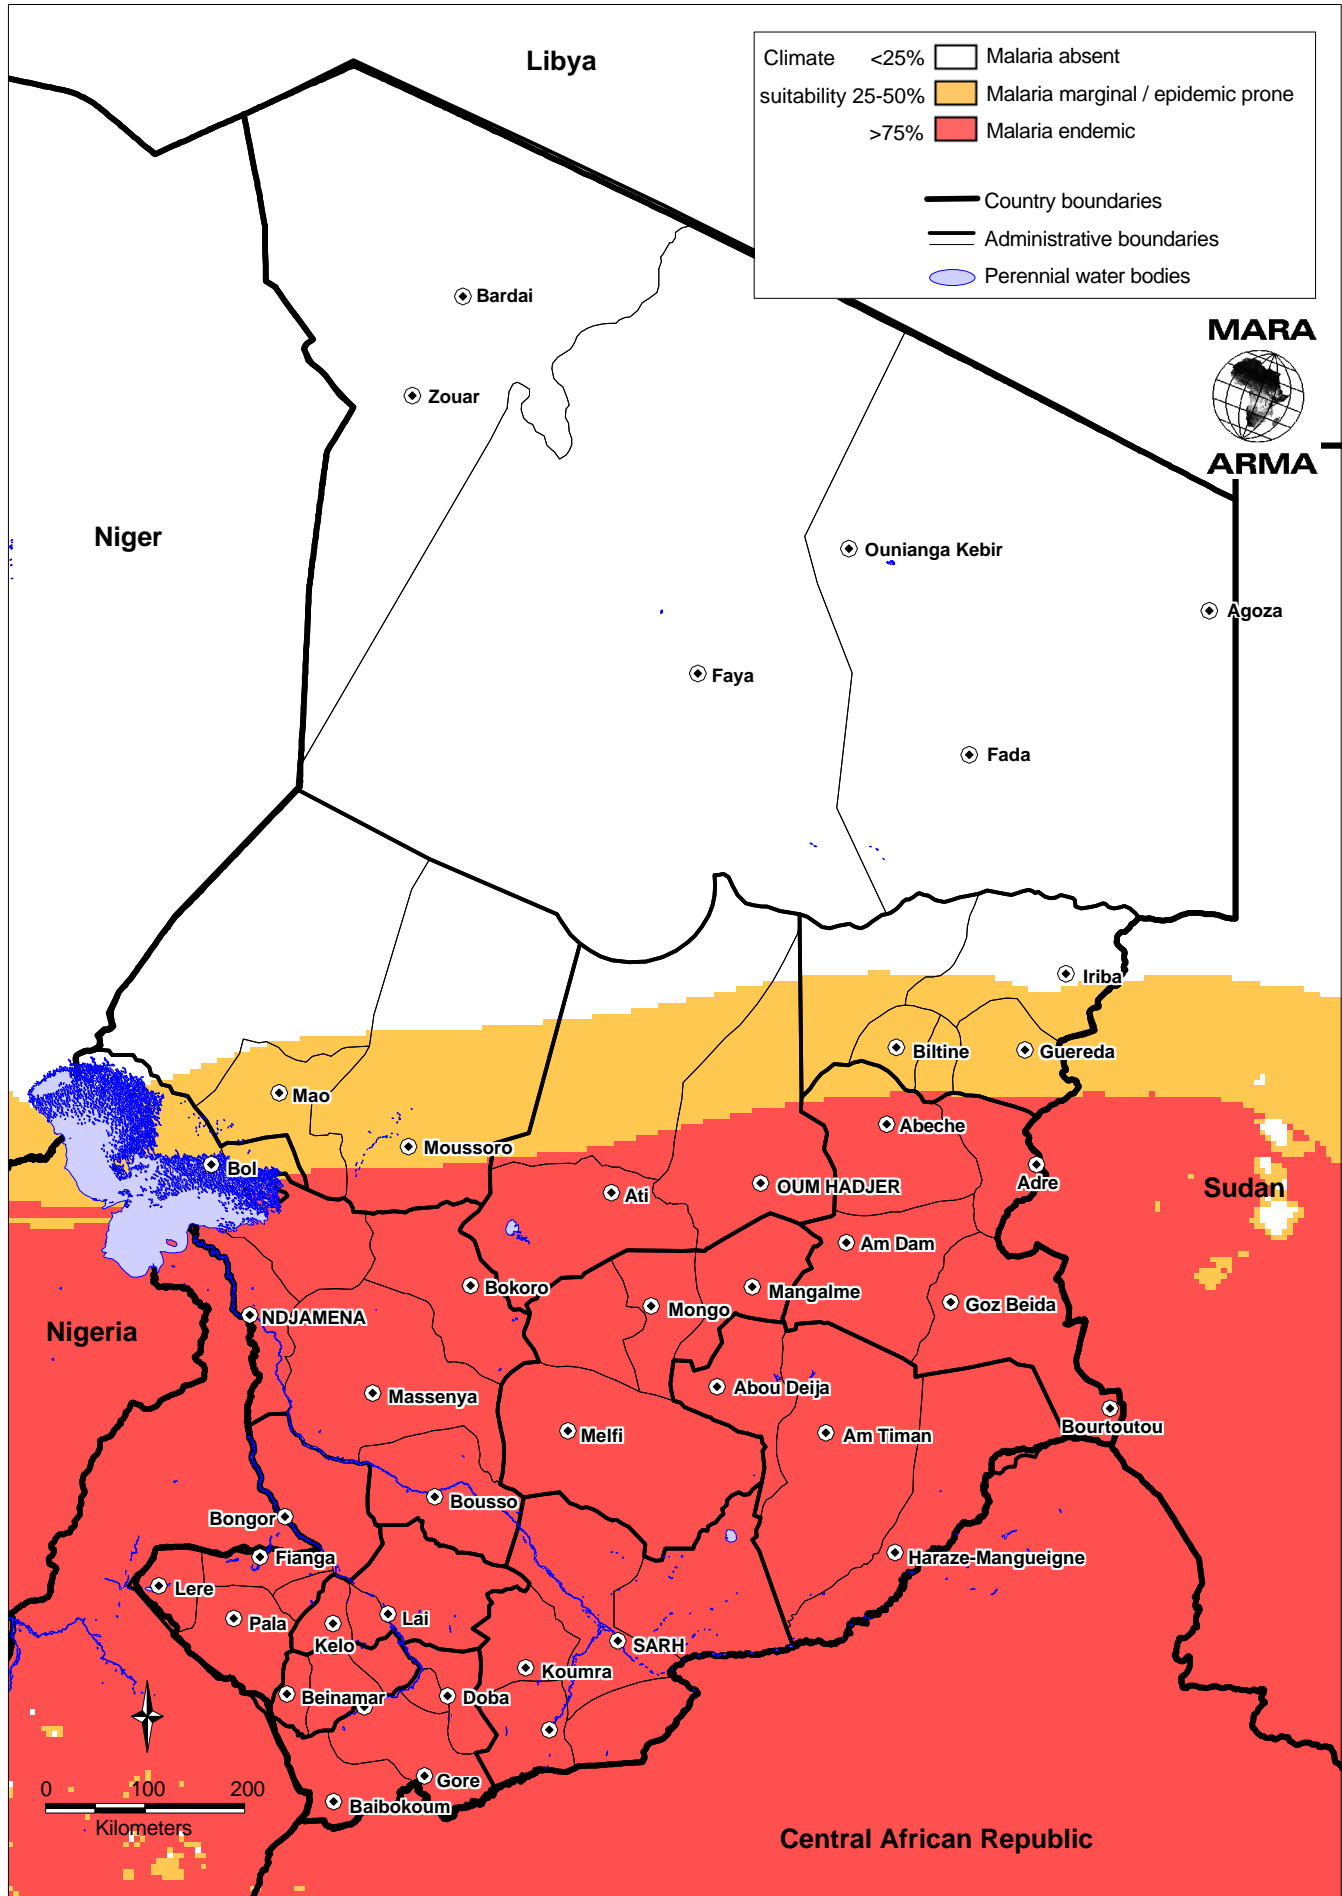 Libya
Climate <25% Malaria absent
suitability 25-50% Malaria marginal / epidemic prone
>75% Malaria endemic
Country boundaries
Administrative boundaries
Perennial water bodies
MARA
ARMA
Bardai
Zouar
Niger
Ounianga Kebir
Agoza
Faya
Fada
Iriba
Biltine
Guereda
Mao
Abeche
Moussoro
Bol
Adre
OUM HADJER
Ati
Sudan
Am Dam
Bokoro
Mangalme
Mongo
Goz Beida
NDJAMENA
Nigeria
Massenya
Abou Deija
Melfi
Am Timan
Bourtoutou
Bousso
Bongor
Fianga
Haraze-Mangueigne
Lere
Pala
Lai
Kelo
SARH
Koumra
Beinamar
Doba
Gore
Baibokoum
0 100 200
Kilometers
Central African Republic